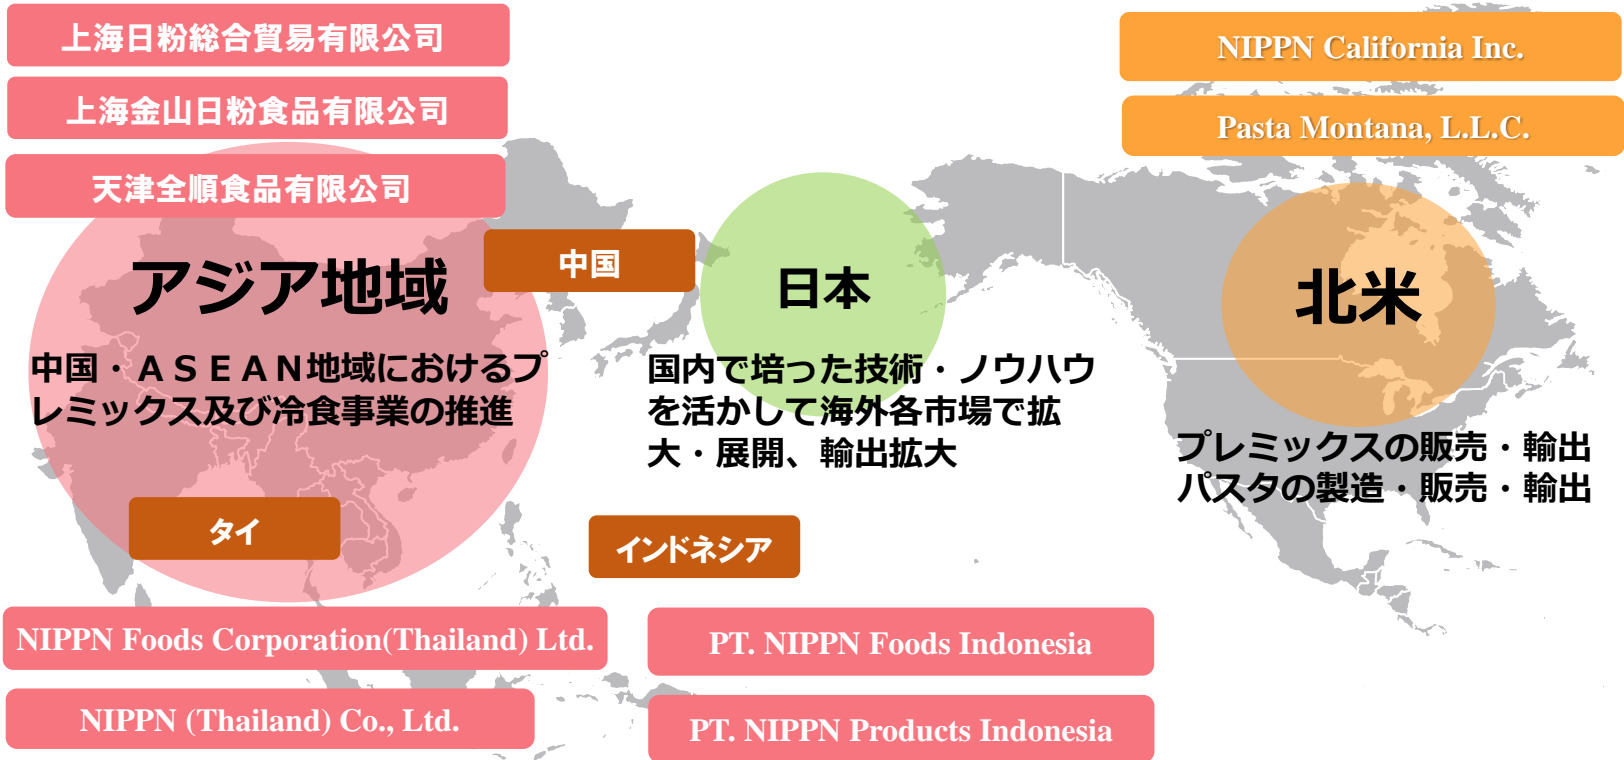 上海日粉総合貿易有限公司
上海金山日粉食品有限公司
天津全順食品有限公司
中国
アジア地域
中国・ＡＳＥＡＮ地域におけるプ
レミックス及び冷食事業の推進
タイ
NIPPN Foods Corporation(Thailand) Ltd.
NIPPN (Thailand) Co., Ltd.
日本
国内で培った技術・ノウハウ
を活かして海外各市場で拡
大・展開、輸出拡大
インドネシア
PT. NIPPN Foods Indonesia
PT. NIPPN Products Indonesia
NIPPN California Inc.
Pasta Montana, L.L.C.
北米
プレミックスの販売・輸出
パスタの製造・販売・輸出